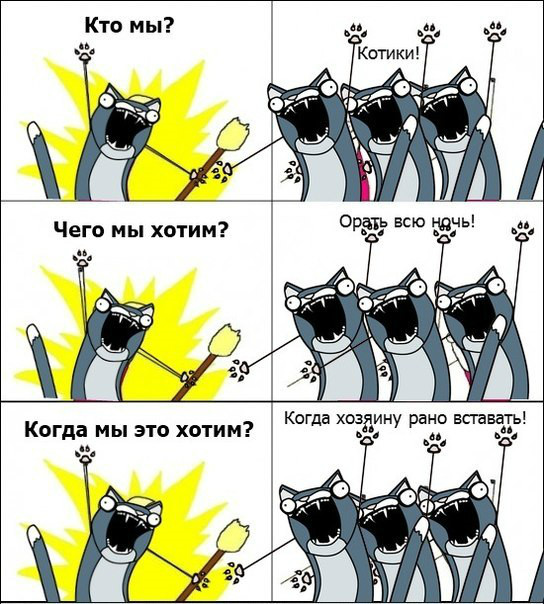 Кто мы?
Котики!
Чего мы хотим?
Орать всю ночь!
Когда мы это хотим?
Когда хозяину рано вставать!